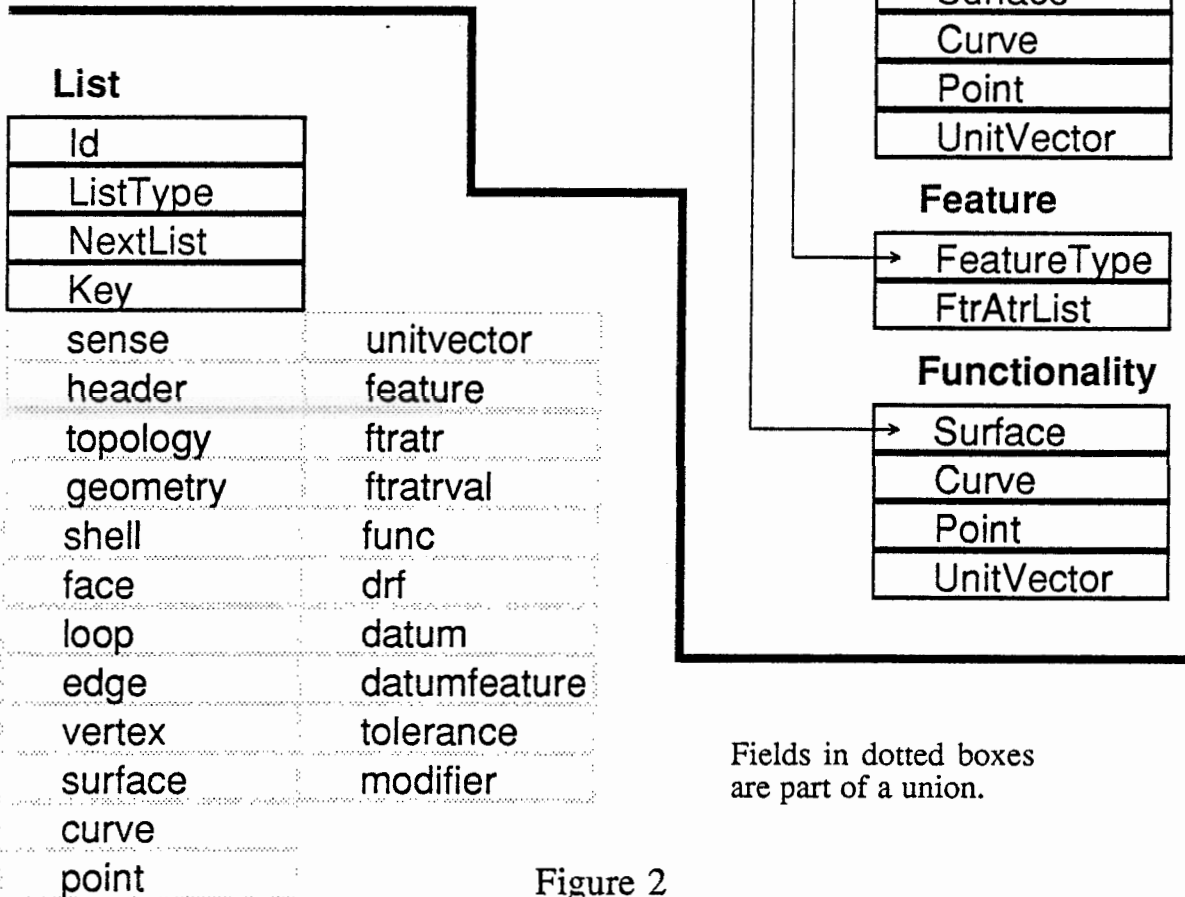 List
Id
ListType
NextList
Key
sense
header
topology
geometry
shell
face
loop
edge
vertex
surface
curve
point
unitvector
feature
ftratr
ftratrval
func
drf
datum
datumfeature
tolerance
modifier
Surface
Curve
Point
UnitVector
Feature
FeatureType
FtrAtrList
Functionality
Surface
Curve
Point
UnitVector
Fields in dotted boxes
are part of a union.
Figure 2